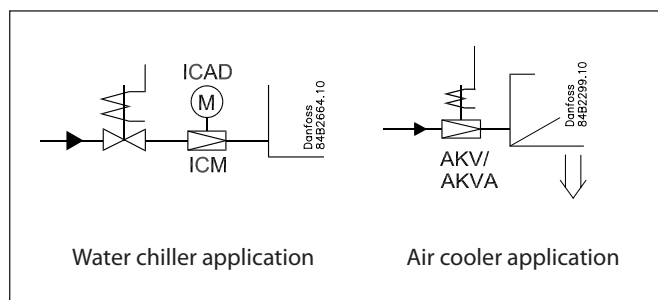 ICAD
M
ICM
Danfoss
84B2664.10
Water chiller application
AKV/
AKVA
Danfoss
84B2299.10
Air cooler application